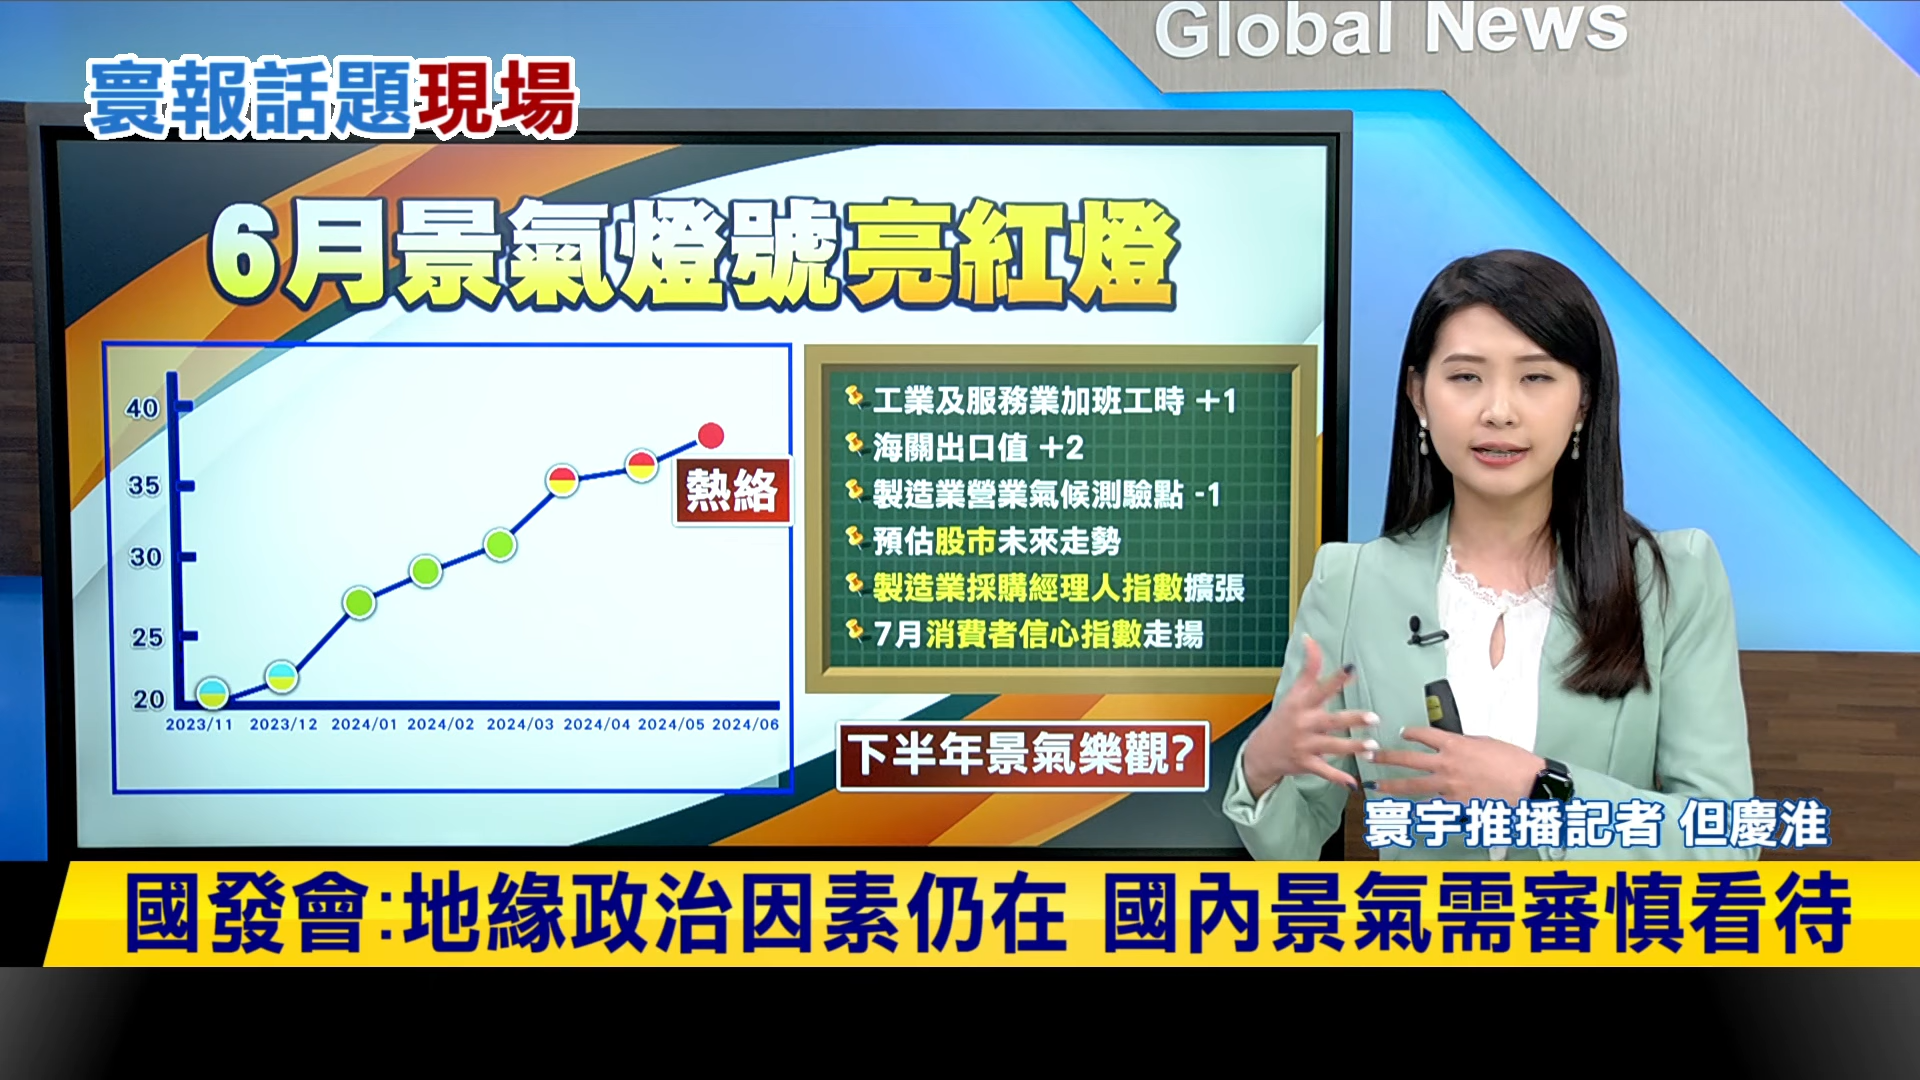 Global News
寰報話題現場
6月景氣燈號亮紅燈
40
35
30
25
20
2023/11 2023/12 2024/01 2024/02 2024/03 2024/04 2024/05 2024/06
熱絡
工業及服務業加班工時 +1
海關出口值 +2
製造業營業氣候測驗點 -1
預估股市未來走勢
製造業採購經理人指數擴張
7月消費者信心指數走揚
下半年景氣樂觀?
寰宇推播記者 但慶淮
國發會:地緣政治因素仍在 國內景氣需審慎看待